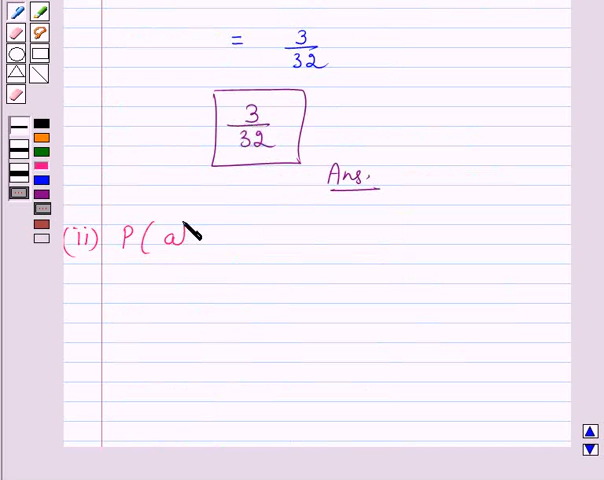 = 3/32
3/32
Ans.
(ii) P( a